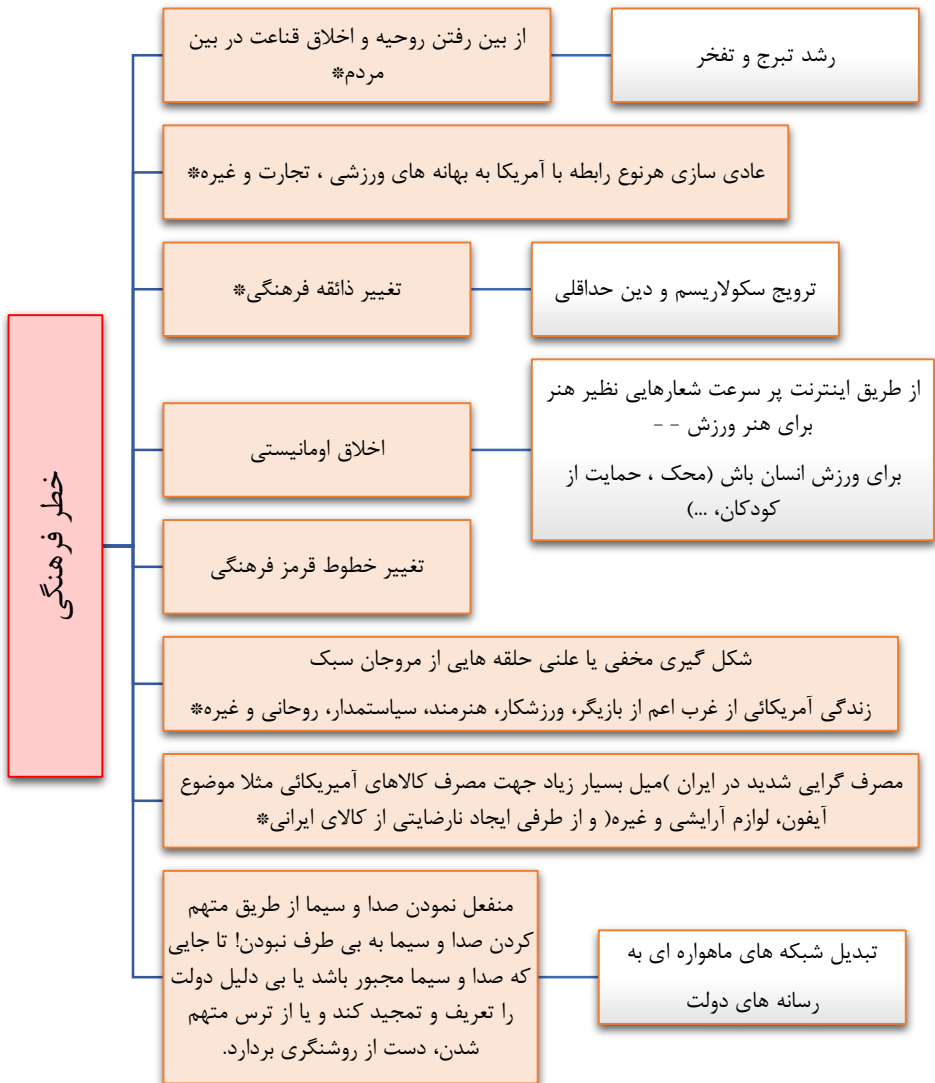 خطر فرهنگی
از بین رفتن روحیه و اخلاق قناعت در بین
مردم*
رشد تبرج و تفخر
عادی سازی هرنوع رابطه با آمریکا به بهانه های ورزشی ، تجارت و غیره*
تغییر ذائقه فرهنگی*
ترویج سکولاریسم و دین حداقلی
اخلاق اومانیستی
از طریق اینترنت پر سرعت شعارهایی نظیر هنر
برای هنر ورزش - -
برای ورزش انسان باش (محک ، حمایت از
کودکان، ...)
تغییر خطوط قرمز فرهنگی
شکل گیری مخفی یا علنی حلقه هایی از مروجان سبک
زندگی آمریکائی از غرب اعم از بازیگر، ورزشکار، هنرمند، سیاستمدار، روحانی و غیره*
مصرف گرایی شدید در ایران )میل بسیار زیاد جهت مصرف کالاهای آمیریکائی مثلا موضوع
آیفون، لوازم آرایشی و غیره( و از طرفی ایجاد نارضایتی از کالای ایرانی*
منفعل نمودن صدا و سیما از طریق متهم
کردن صدا و سیما به بی طرف نبودن! تا جایی
که صدا و سیما مجبور باشد یا بی دلیل دولت
را تعریف و تمجید کند و یا از ترس متهم
شدن، دست از روشنگری بردارد.
تبدیل شبکه های ماهواره ای به
رسانه های دولت